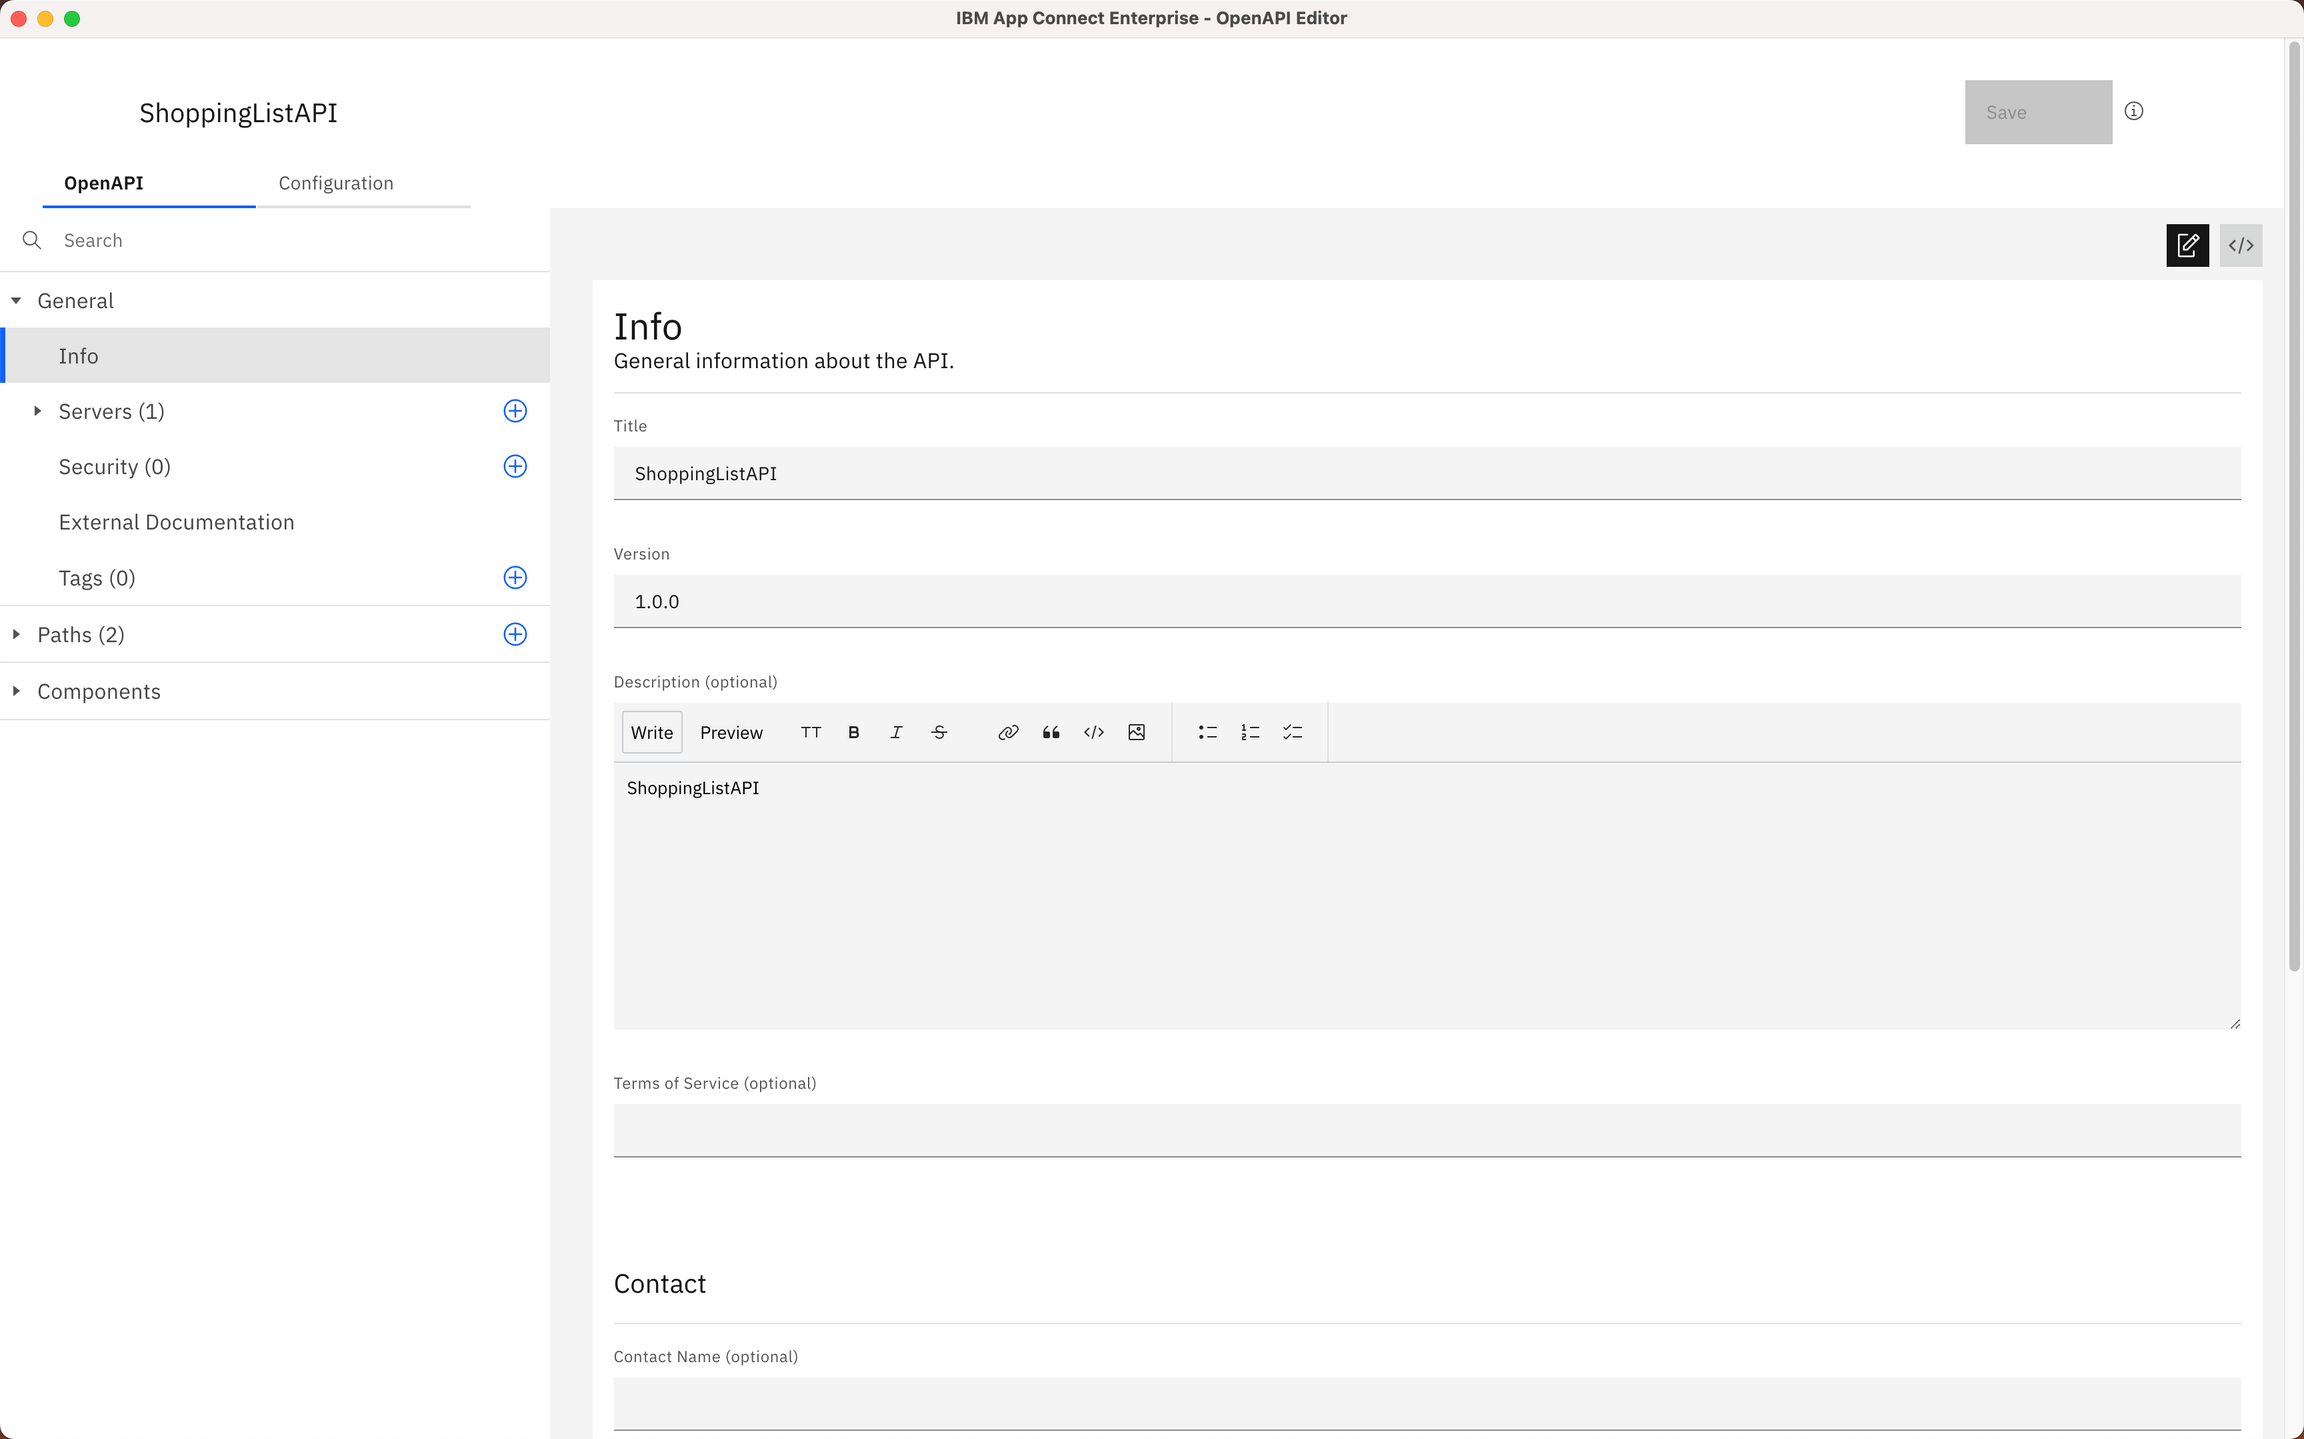 IBM App Connect Enterprise - OpenAPI Editor
ShoppingListAPI
Save
OpenAPI
Configuration
Search
General
Info
Servers (1)
Security (0)
External Documentation
Tags (0)
Paths (2)
Components
Info
General information about the API.
Title
ShoppingListAPI
Version
1.0.0
Description (optional)
Write Preview TT B I S
ShoppingListAPI
Terms of Service (optional)
Contact
Contact Name (optional)